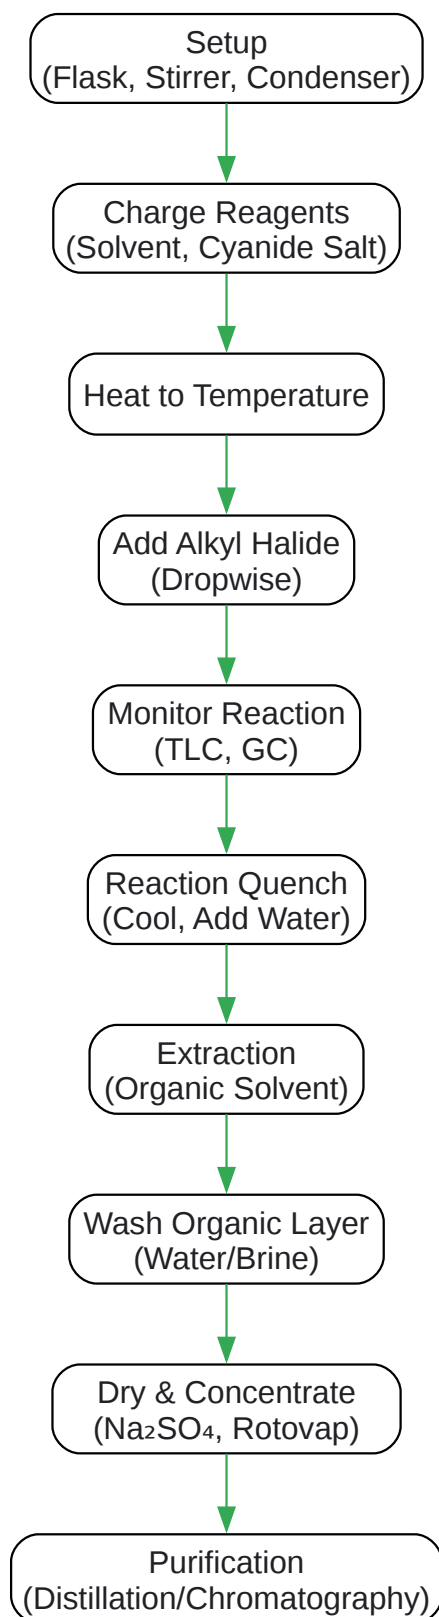 Setup
(Flask, Stirrer, Condenser)
Charge Reagents
(Solvent, Cyanide Salt)
Heat to Temperature
Add Alkyl Halide
(Dropwise)
Monitor Reaction
(TLC, GC)
Reaction Quench
(Cool, Add Water)
Extraction
(Organic Solvent)
Wash Organic Layer
(Water/Brine)
Dry & Concentrate
(Na₂SO₄, Rotovap)
Purification
(Distillation/Chromatography)